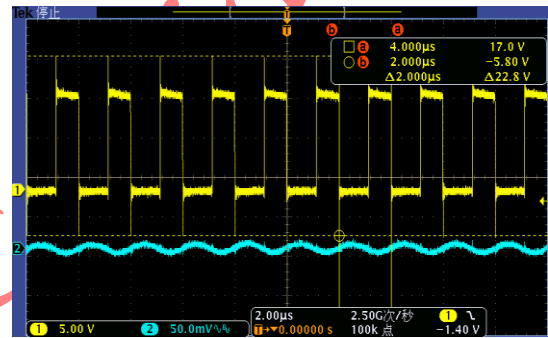 Tek 停止
T
T
b a
a 4.000µs 17.0 V
b 2.000µs −5.80 V
Δ2.000µs Δ22.8 V
1
2
1 5.00 V 2 50.0mV
2.00µs 2.50G次/秒 1
T→▼0.00000 s 100k 点 −1.40 V